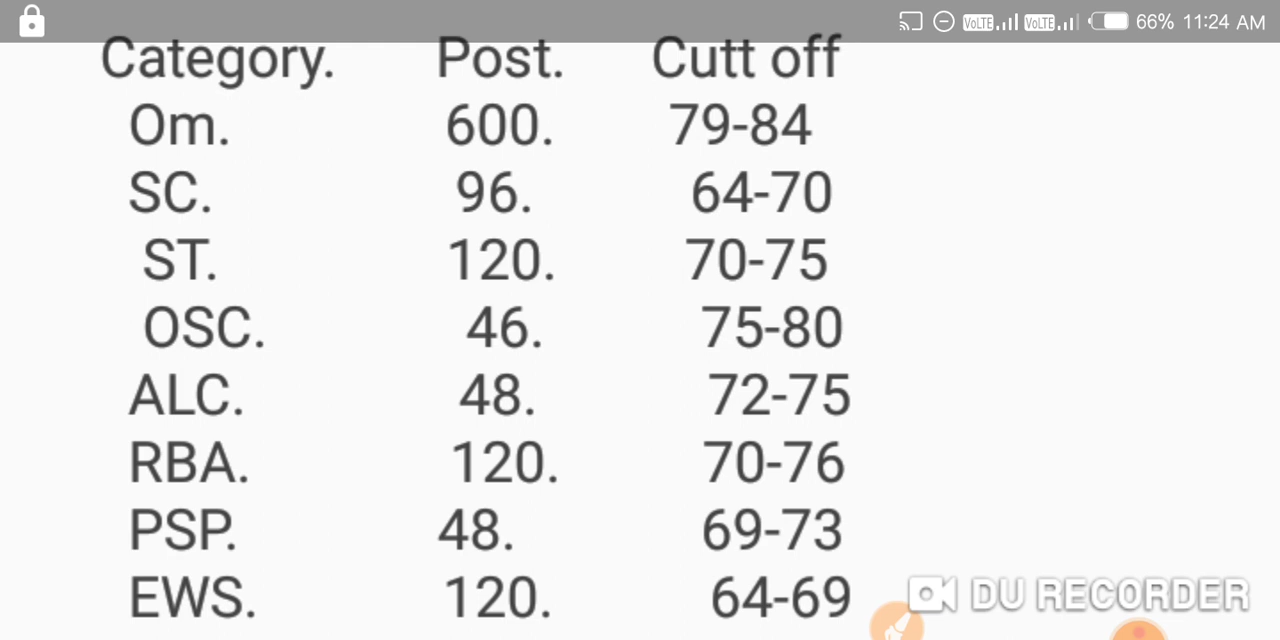 VoLTE VoLTE 66% 11:24 AM
Category. Post. Cutt off
Om. 600. 79-84
SC. 96. 64-70
ST. 120. 70-75
OSC. 46. 75-80
ALC. 48. 72-75
RBA. 120. 70-76
PSP. 48. 69-73
EWS. 120. 64-69
DU RECORDER